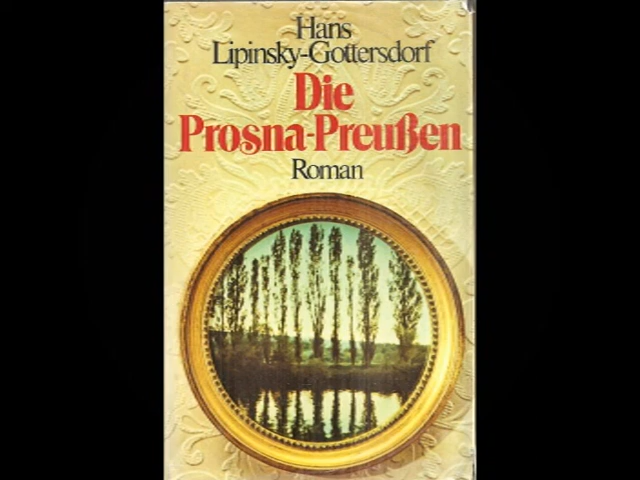 Hans
Lipinsky-Gottersdorf
Die
Prosna-Preußen
Roman